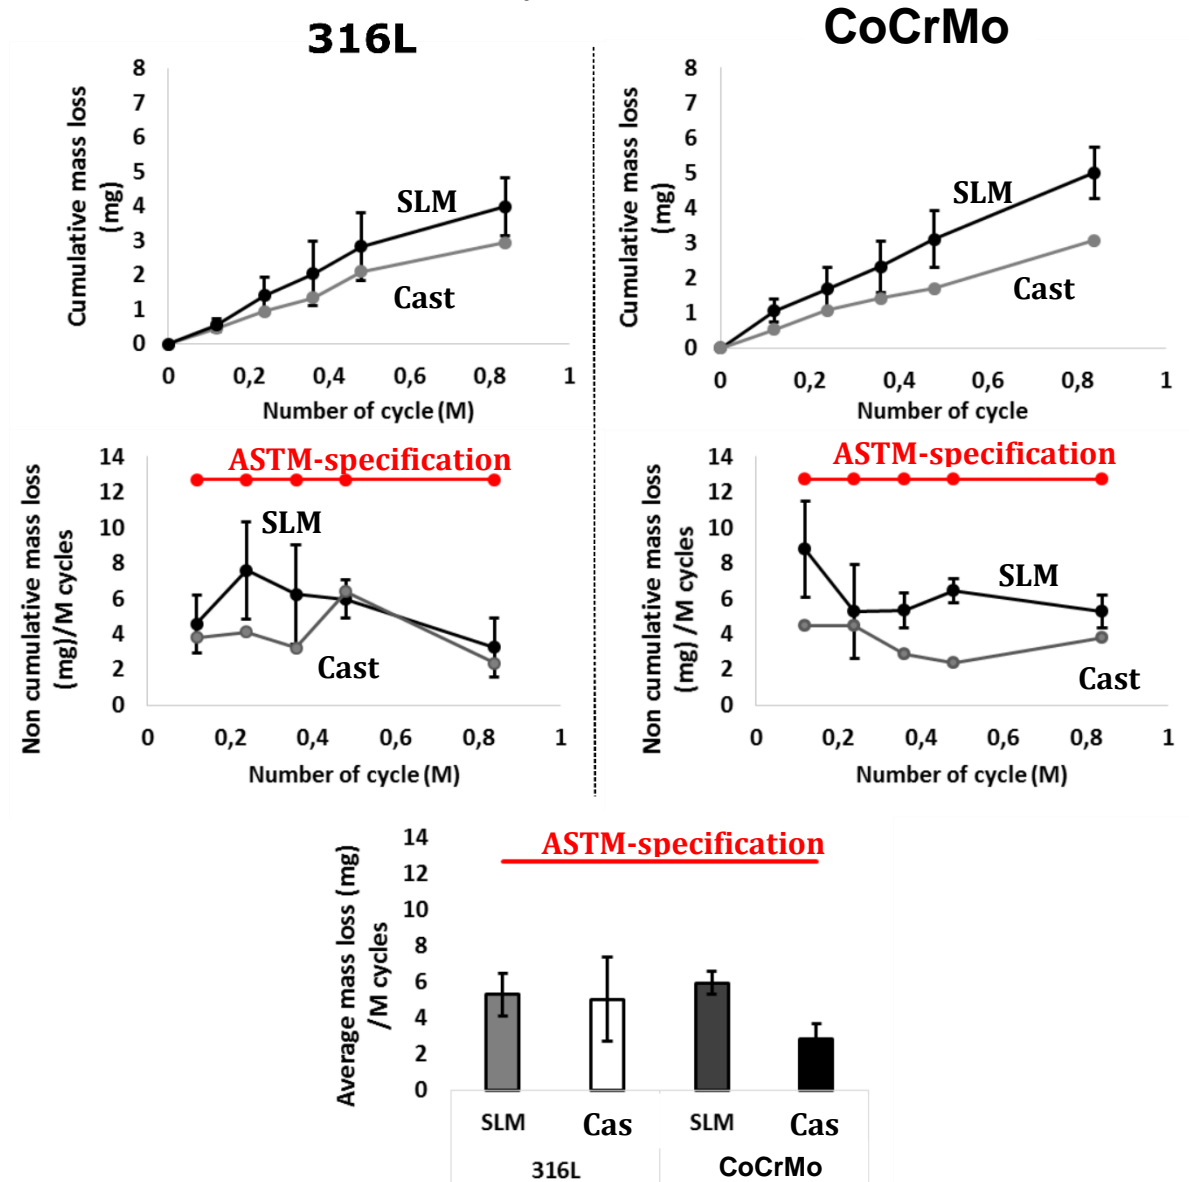 316L
CoCrMo
Cumulative mass loss
(mg)
8
7
6
5
4
3
2
1
0
SLM
Cast
0
0,2
0,4
0,6
0,8
1
Number of cycle (M)
Cumulative mass loss
(mg)
8
7
6
5
4
3
2
1
0
SLM
Cast
0
0,2
0,4
0,6
0,8
1
Number of cycle
Non cumulative mass loss
(mg)/M cycles
14
12
10
8
6
4
2
0
ASTM-specification
SLM
Cast
0
0,2
0,4
0,6
0,8
1
Number of cycle (M)
Non cumulative mass loss
(mg) /M cycles
14
12
10
8
6
4
2
0
ASTM-specification
SLM
Cast
0
0,2
0,4
0,6
0,8
1
Number of cycle (M)
Average mass loss (mg)
/M cycles
14
12
10
8
6
4
2
0
ASTM-specification
SLM
Cas
SLM
Cas
316L
CoCrMo